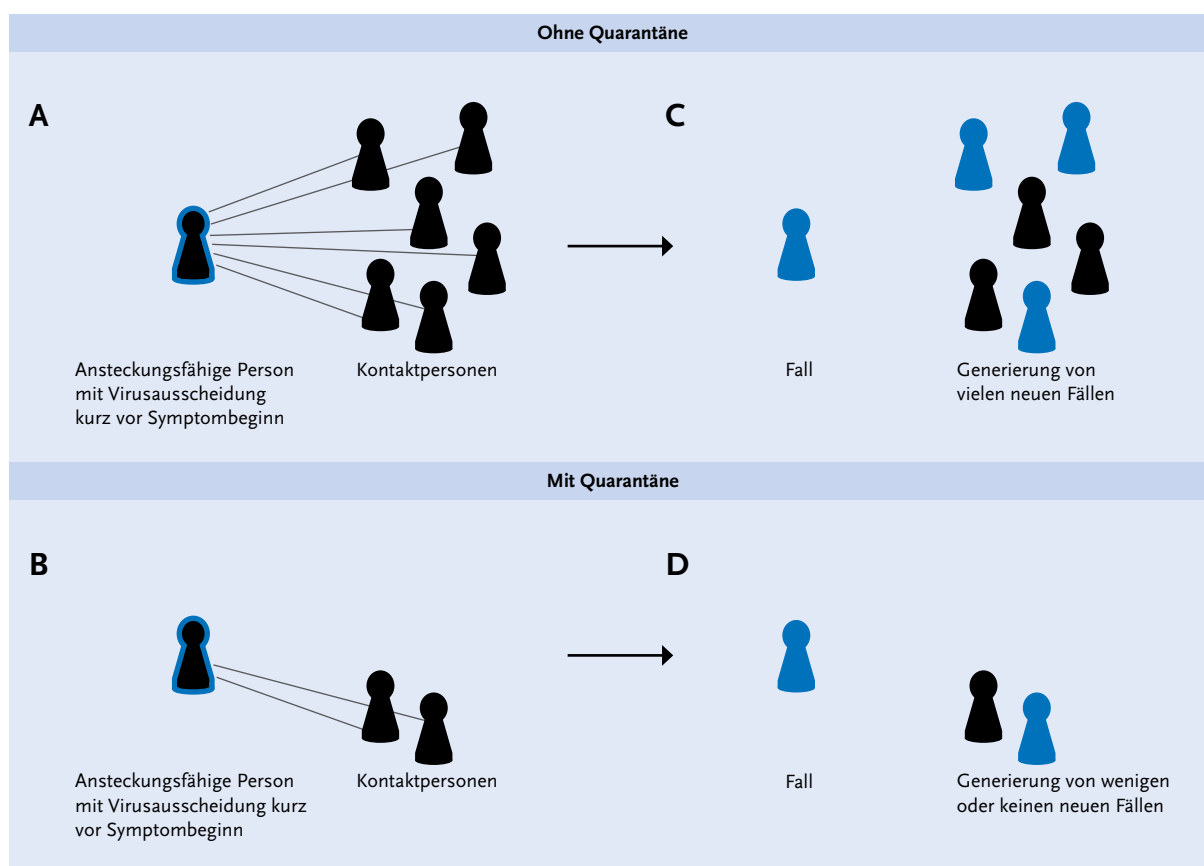 Ohne Quarantäne
A
C
Ansteckungsfähige Person
mit Virusausscheidung
kurz vor Symptombeginn
Kontaktpersonen
Fall
Generierung von
vielen neuen Fällen
Mit Quarantäne
B
D
Ansteckungsfähige Person
mit Virusausscheidung kurz
vor Symptombeginn
Kontaktpersonen
Fall
Generierung von wenigen
oder keinen neuen Fällen